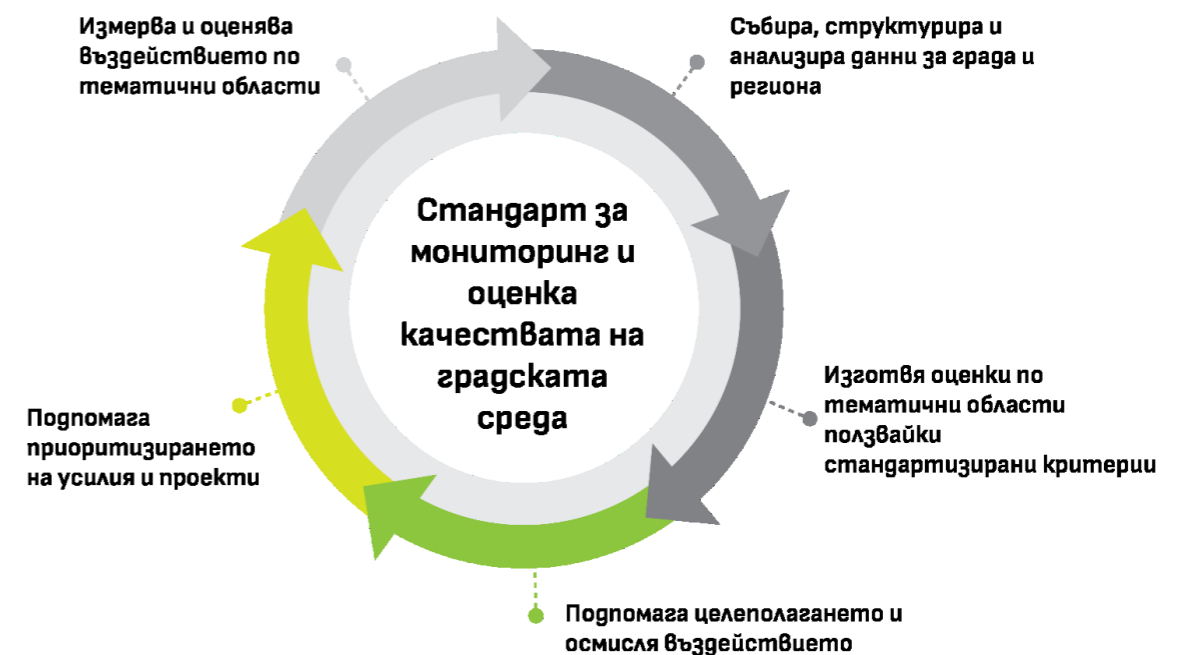 Измерва и оценява
въздействието по
тематични области
Събира, структурира и
анализира данни за града и
региона
Стандарт за
мониторинг и
оценка
качествата на
градската
среда
Изготвя оценки по
тематични области
ползвайки
стандартизирани критерии
Подпомага
приоритизирането
на усилия и проекти
Подпомага целеполагането и
осмисля въздействието